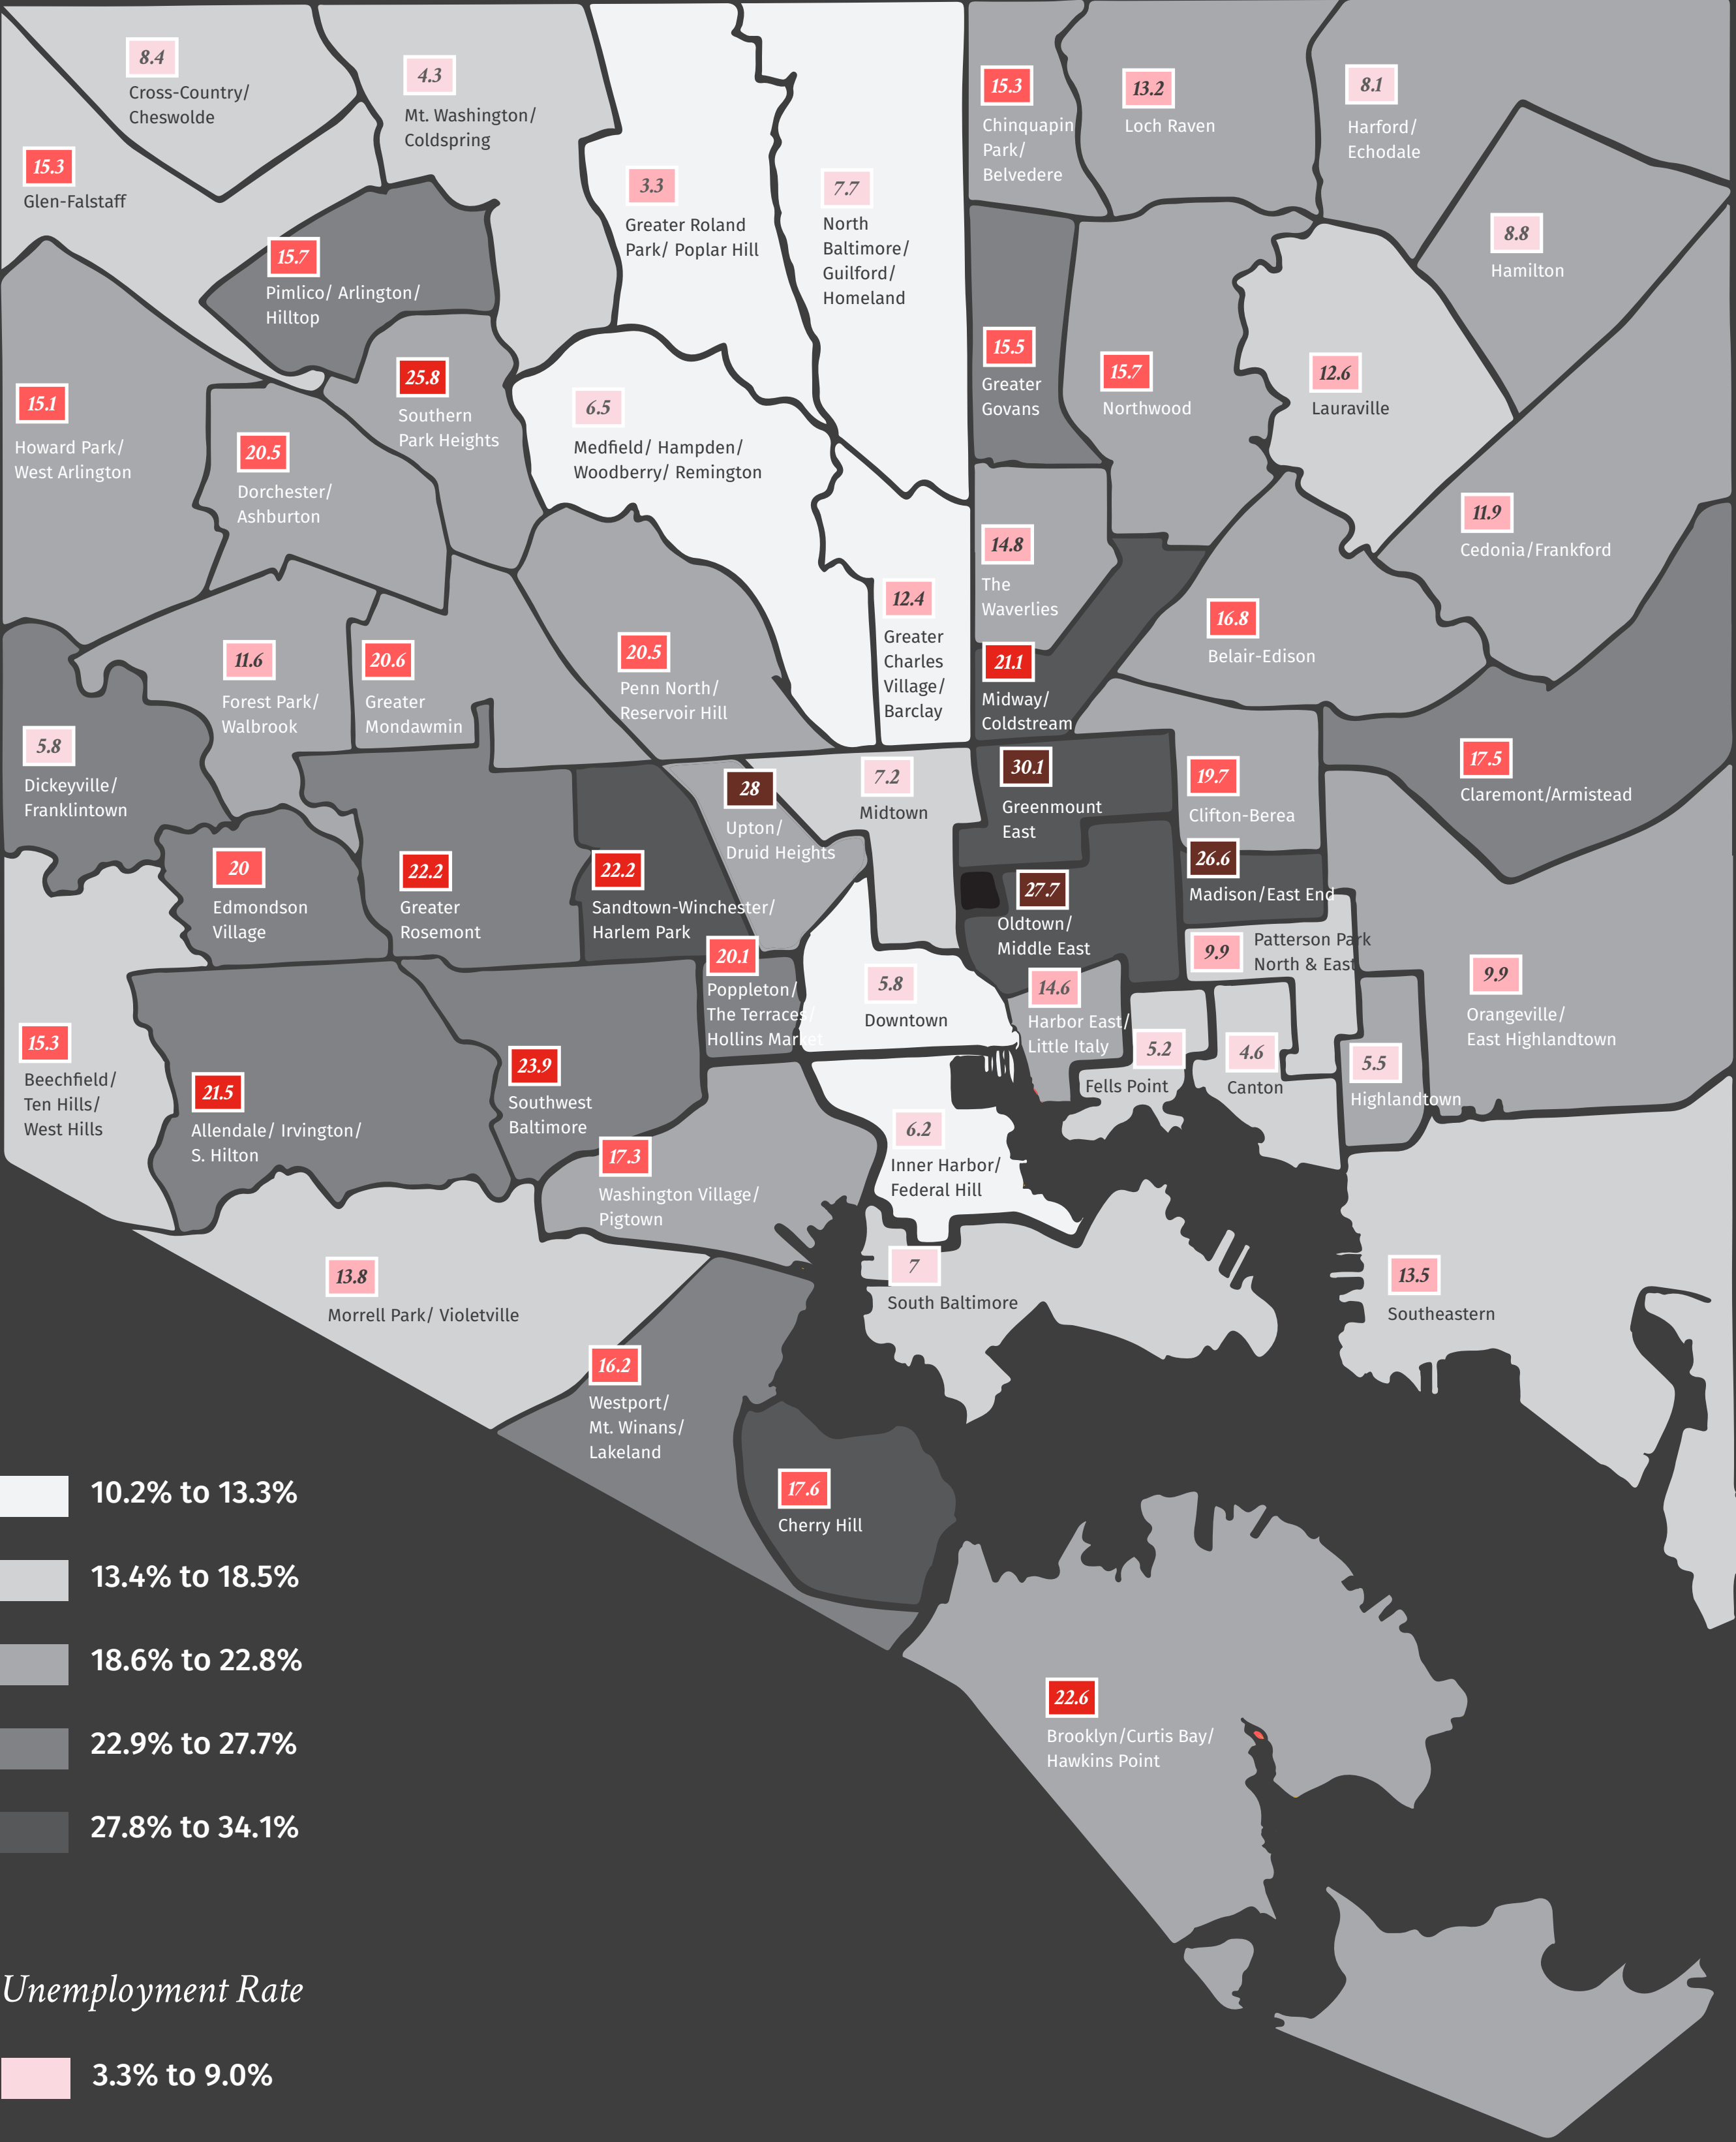 8.4
Cross-Country/
Cheswolde
4.3
Mt. Washington/
Coldspring
15.3
Glen-Falstaff
3.3
Greater Roland
Park/ Poplar Hill
7.7
North
Baltimore/
Guilford/
Homeland
15.3
Chinquapin
Park/
Belvedere
13.2
Loch Raven
8.1
Harford/
Echodale
8.8
Hamilton
15.7
Pimlico/ Arlington/
Hilltop
15.1
Howard Park/
West Arlington
25.8
Southern
Park Heights
20.5
Dorchester/
Ashburton
6.5
Medfield/ Hampden/
Woodberry/ Remington
15.5
Greater
Govans
15.7
Northwood
12.6
Lauraville
11.9
Cedonia/Frankford
14.8
The
Waverlies
12.4
Greater
Charles
Village/
Barclay
16.8
Belair-Edison
21.1
Midway/
Coldstream
11.6
Forest Park/
Walbrook
20.6
Greater
Mondawmin
20.5
Penn North/
Reservoir Hill
5.8
Dickeyville/
Franklintown
28
Upton/
Druid Heights
7.2
Midtown
30.1
Greenmount
East
19.7
Clifton-Berea
17.5
Claremont/Armistead
20
Edmondson
Village
22.2
Greater
Rosemont
22.2
Sandtown-Winchester/
Harlem Park
27.7
Oldtown/
Middle East
26.6
Madison/East End
9.9
Patterson Park
North & East
9.9
Orangeville/
East Highlandtown
20.1
Poppleton/
The Terraces/
Hollins Market
5.8
Downtown
14.6
Harbor East/
Little Italy
5.2
Fells Point
4.6
Canton
5.5
Highlandtown
15.3
Beechfield/
Ten Hills/
West Hills
21.5
Allendale/ Irvington/
S. Hilton
23.9
Southwest
Baltimore
17.3
Washington Village/
Pigtown
6.2
Inner Harbor/
Federal Hill
7
South Baltimore
13.5
Southeastern
13.8
Morrell Park/ Violetville
16.2
Westport/
Mt. Winans/
Lakeland
17.6
Cherry Hill
22.6
Brooklyn/Curtis Bay/
Hawkins Point
10.2% to 13.3%
13.4% to 18.5%
18.6% to 22.8%
22.9% to 27.7%
27.8% to 34.1%
Unemployment Rate
3.3% to 9.0%